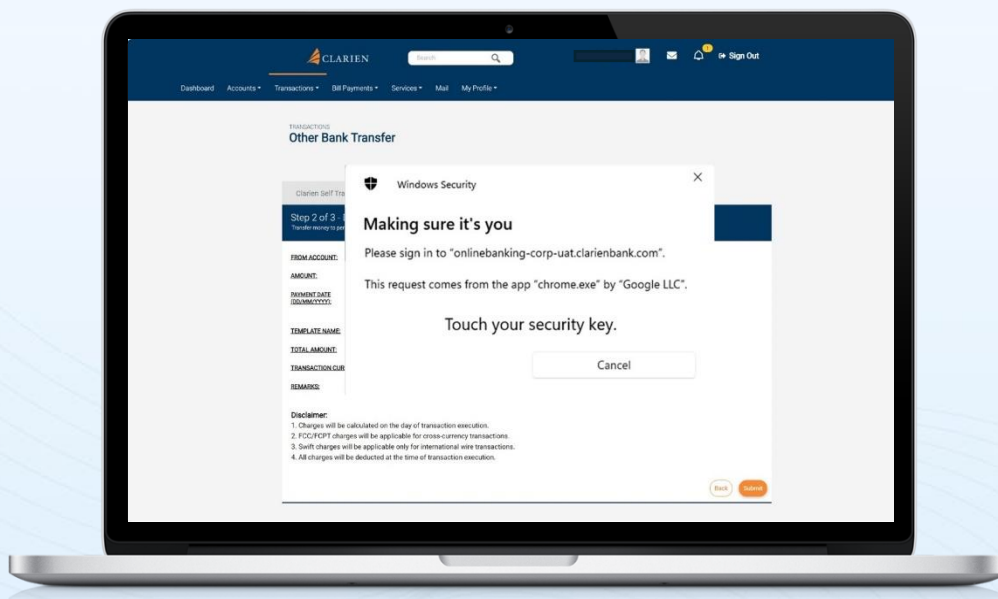 CLARIEN
Search
1
Sign Out
Dashboard Accounts Transactions Bill Payments Services Mail My Profile
TRANSACTIONS
Other Bank Transfer
Clarien Self Tra
Step 2 of 3 -
Transfer money to per
FROM ACCOUNT:
AMOUNT:
PAYMENT DATE
(DD/MM/YYYY):
TEMPLATE NAME:
TOTAL AMOUNT:
TRANSACTION CUR
REMARKS:
Windows Security
Making sure it's you
Please sign in to "onlinebanking-corp-uat.clarienbank.com".
This request comes from the app "chrome.exe" by "Google LLC".
Touch your security key.
Cancel
Disclaimer:
1. Charges will be calculated on the day of transaction execution.
2. FCC/FCPT charges will be applicable for cross-currency transactions.
3. Swift charges will be applicable only for international wire transactions.
4. All charges will be deducted at the time of transaction execution.
Back Submit